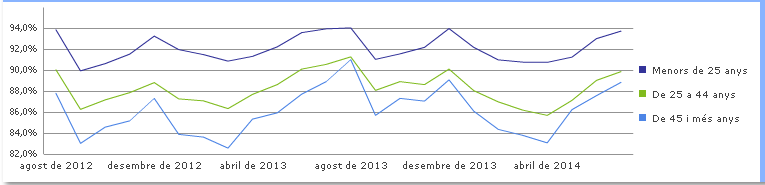 94,0%
92,0%
90,0%
88,0%
86,0%
84,0%
82,0%
agost de 2012 desembre de 2012 abril de 2013 agost de 2013 desembre de 2013 abril de 2014
Menors de 25 anys
De 25 a 44 anys
De 45 i més anys